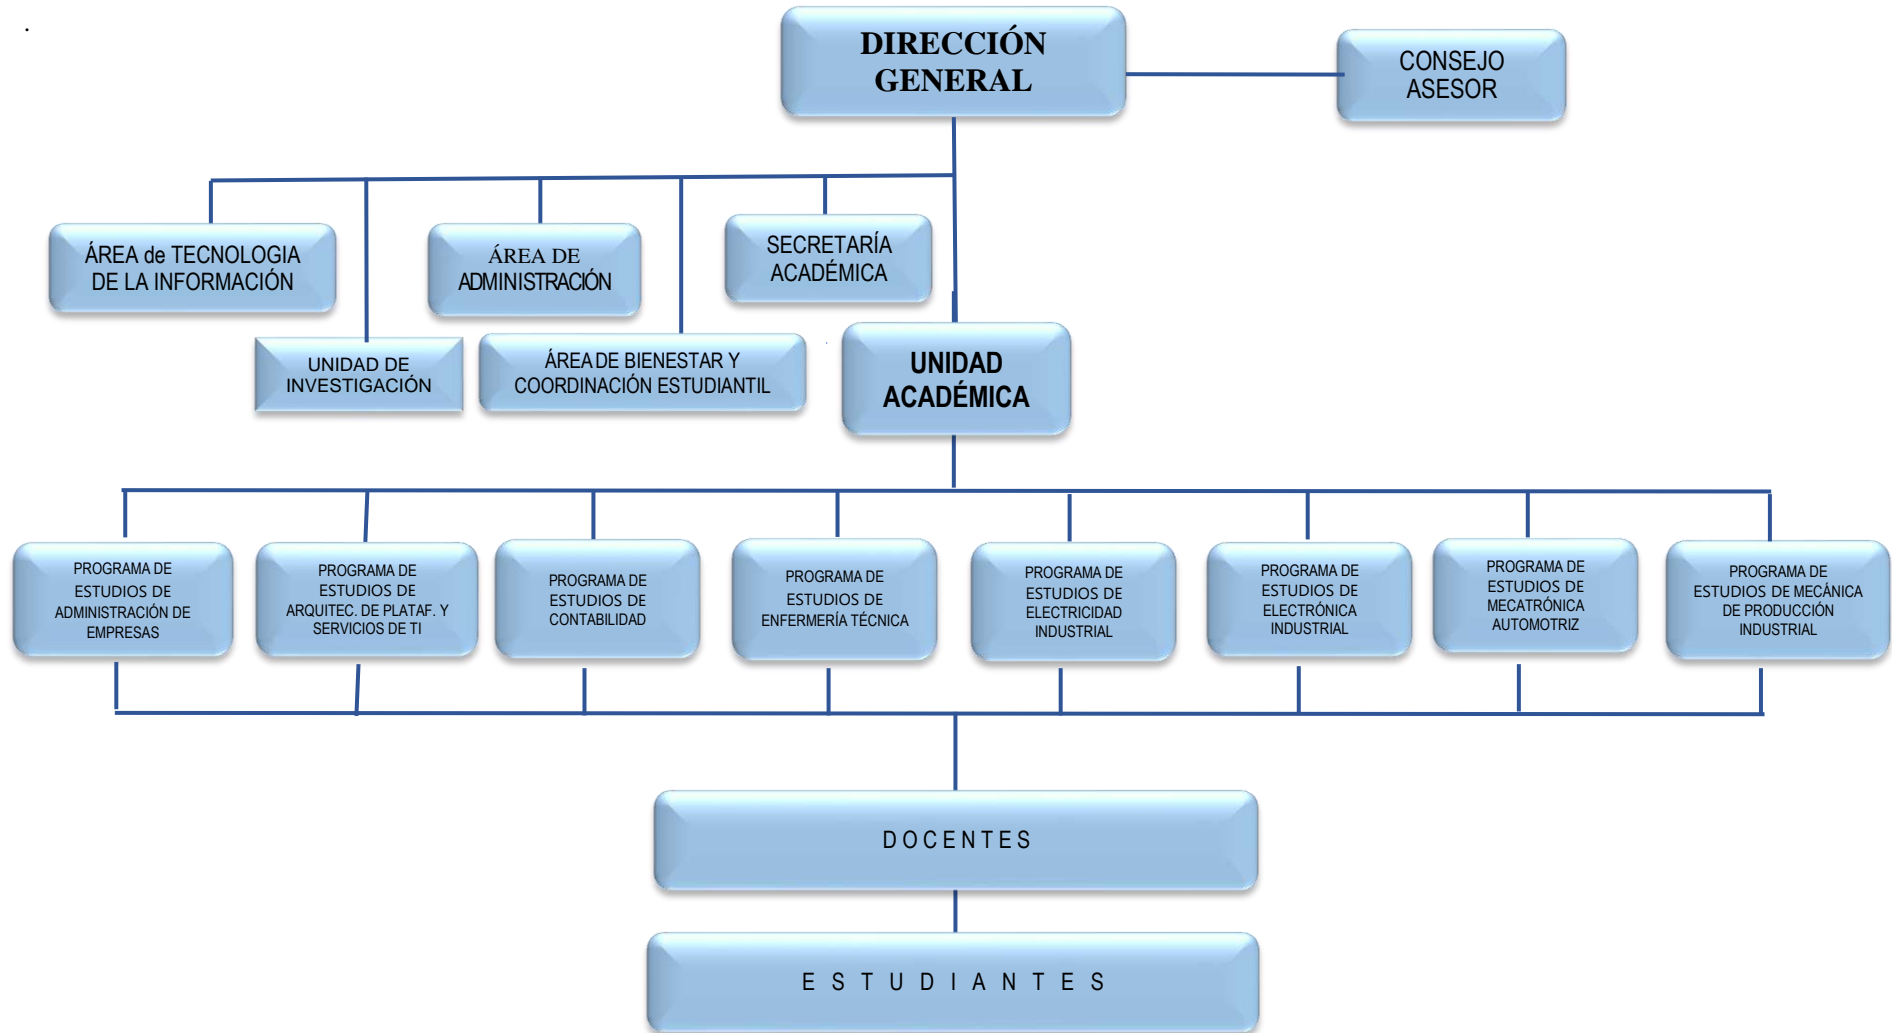 .
DIRECCIÓN
GENERAL
CONSEJO
ASESOR
ÁREA de TECNOLOGIA
DE LA INFORMACIÓN
ÁREA DE
ADMINISTRACIÓN
SECRETARÍA
ACADÉMICA
UNIDAD DE
INVESTIGACIÓN
ÁREA DE BIENESTAR Y
COORDINACIÓN ESTUDIANTIL
UNIDAD
ACADÉMICA
PROGRAMA DE
ESTUDIOS DE
ADMINISTRACIÓN DE
EMPRESAS
PROGRAMA DE
ESTUDIOS DE
ARQUITEC. DE PLATAF. Y
SERVICIOS DE TI
PROGRAMA DE
ESTUDIOS DE
CONTABILIDAD
PROGRAMA DE
ESTUDIOS DE
ENFERMERÍA TÉCNICA
PROGRAMA DE
ESTUDIOS DE
ELECTRICIDAD
INDUSTRIAL
PROGRAMA DE
ESTUDIOS DE
ELECTRÓNICA
INDUSTRIAL
PROGRAMA DE
ESTUDIOS DE
MECATRÓNICA
AUTOMOTRIZ
PROGRAMA DE
ESTUDIOS DE MECÁNICA
DE PRODUCCIÓN
INDUSTRIAL
DOCENTES
ESTUDIANTES